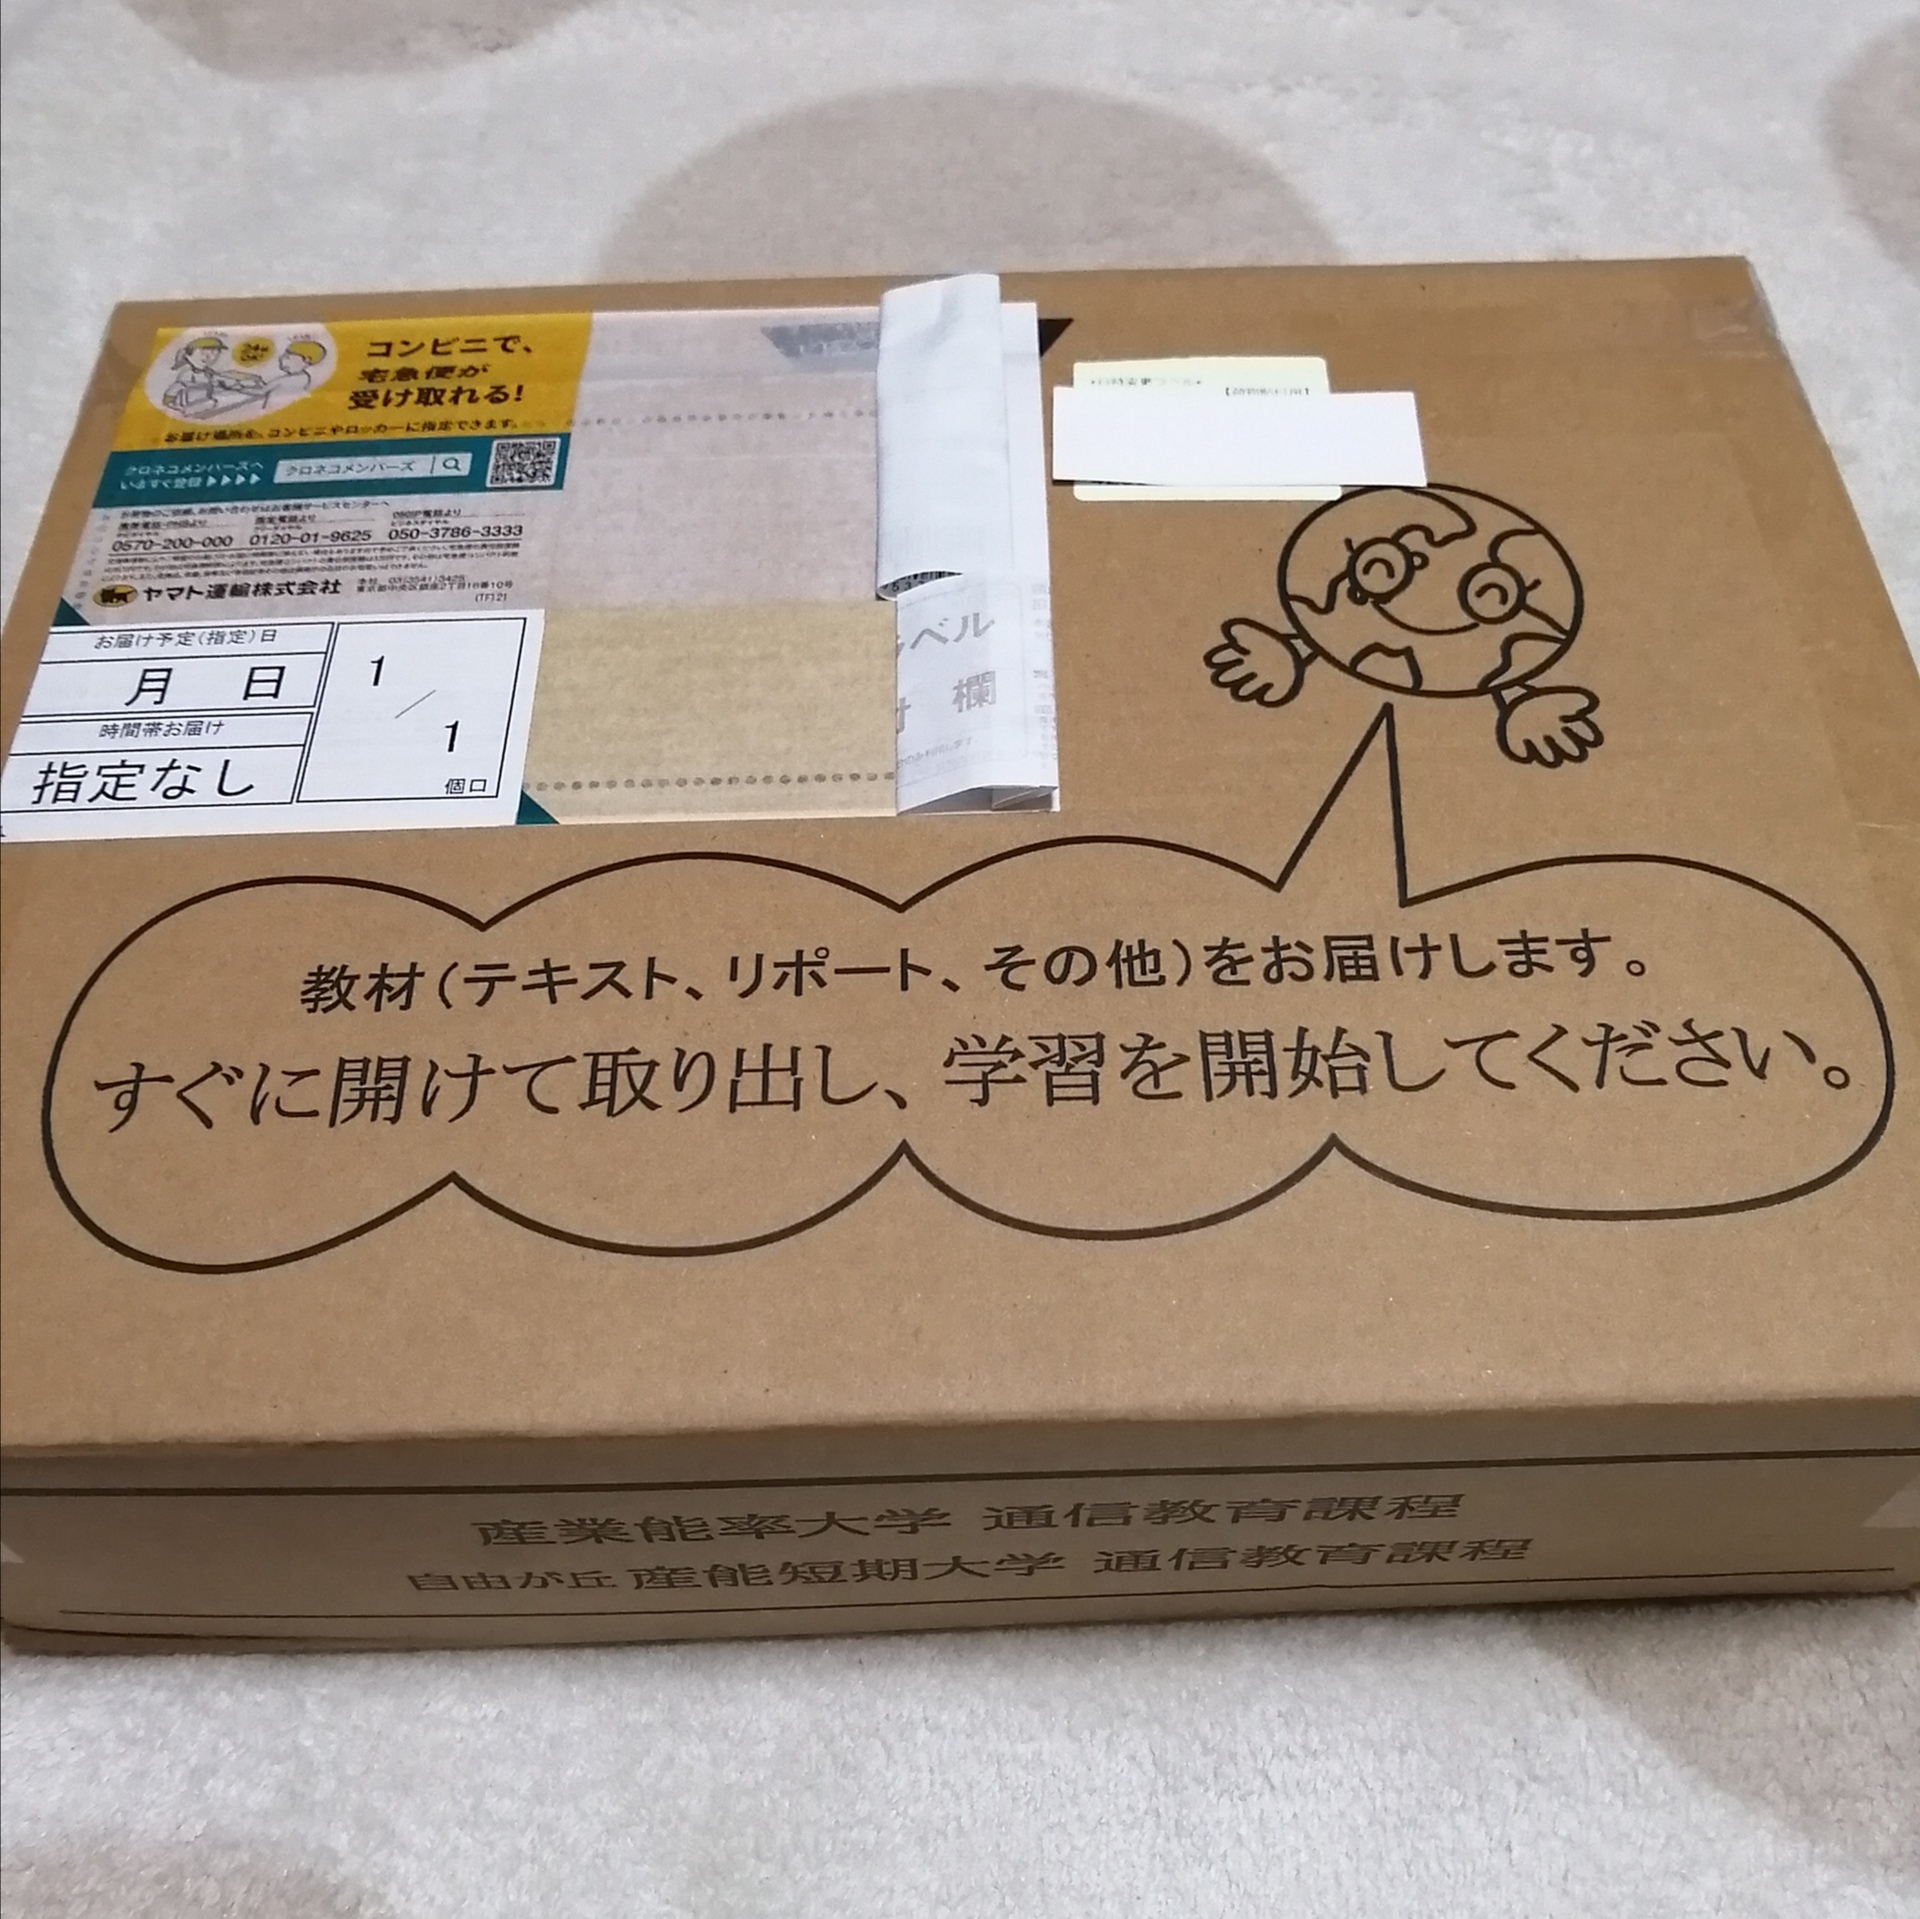 コンビニで、
宅急便が
受け取れる!
お届け場所を、コンビニやロッカーに指定できます。
クロネコメンバーズへ
クロネコメンバーズ
0570-200-000 0120-01-9625 050-3786-3333
ヤマト運輸株式会社
お届け予定(指定)日
月 日
時間帯お届け
指定なし
1/1
個口
ベル
欄
教材(テキスト、リポート、その他)をお届けします。
すぐに開けて取り出し、学習を開始してください。
産業能率大学 通信教育課程
自由が丘産能短期大学 通信教育課程